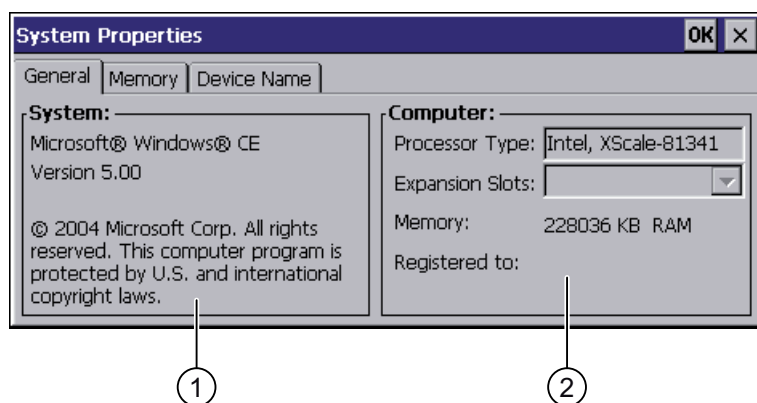 System Properties OK ×
General Memory Device Name
System:
Microsoft® Windows® CE
Version 5.00
© 2004 Microsoft Corp. All rights
reserved. This computer program is
protected by U.S. and international
copyright laws.
Computer:
Processor Type: Intel, XScale-81341
Expansion Slots:
Memory: 228036 KB RAM
Registered to:
1 2